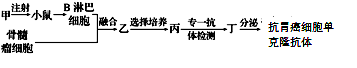 甲 注射 小鼠 B 淋巴
细胞
骨髓
瘤细胞
融合 乙 选择培养 丙 专一抗
体检测 丁 分泌 抗胃癌细胞单
克隆抗体